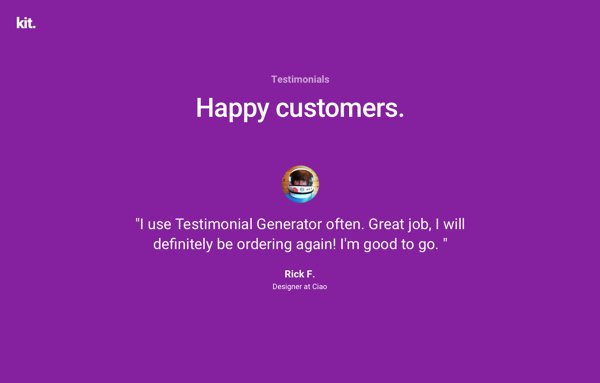 kit.
Testimonials
Happy customers.
"I use Testimonial Generator often. Great job, I will
definitely be ordering again! I'm good to go. "
Rick F.
Designer at Ciao